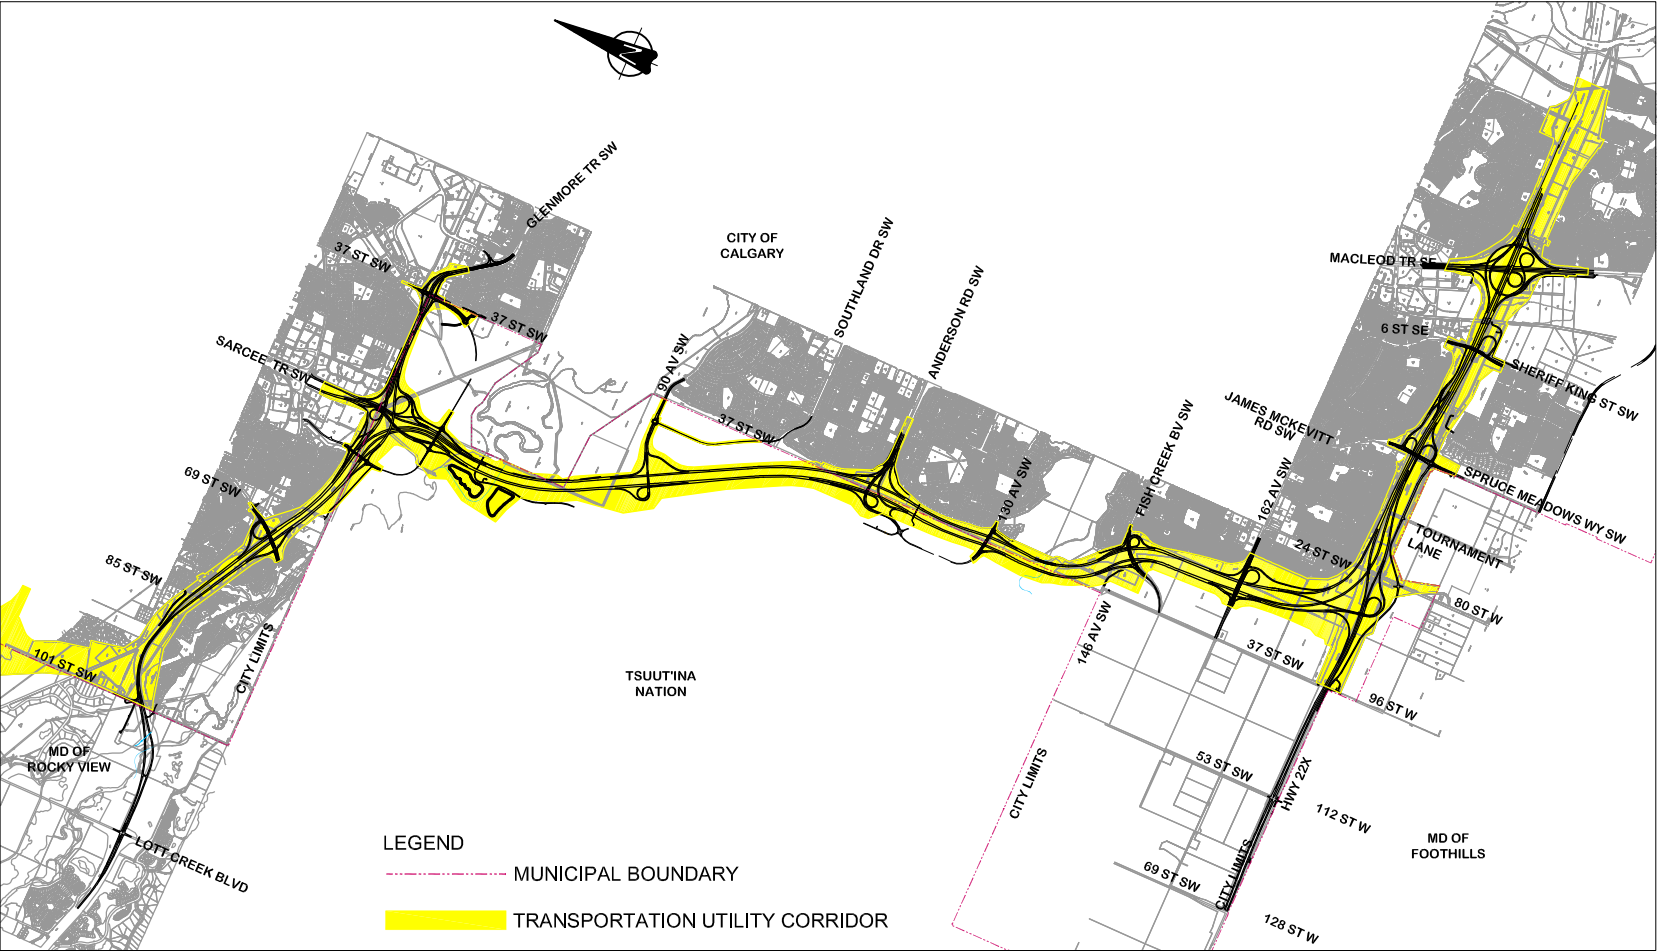 GLENMORE TR SW
37 ST SW
CITY OF
CALGARY
SOUTHLAND DR SW
ANDERSON RD SW
MACLEOD TR SE
37 ST SW
6 ST SE
SARCEE TR SW
90 AV SW
SHERIFF KING ST SW
JAMES MCKEVITT
RD SW
37 ST SW
FISH CREEK BV SW
69 ST SW
130 AV SW
162 AV SW
SPRUCE MEADOWS WY SW
TOURNAMENT
LANE
24 ST SW
85 ST SW
80 ST W
146 AV SW
CITY LIMITS
37 ST SW
101 ST SW
TSUUT'INA
NATION
96 ST W
MD OF
ROCKY VIEW
53 ST SW
CITY LIMITS
HWY 22X
112 ST W
MD OF
FOOTHILLS
LOTT CREEK BLVD
69 ST SW
CITY LIMITS
128 ST W
LEGEND
MUNICIPAL BOUNDARY
TRANSPORTATION UTILITY CORRIDOR